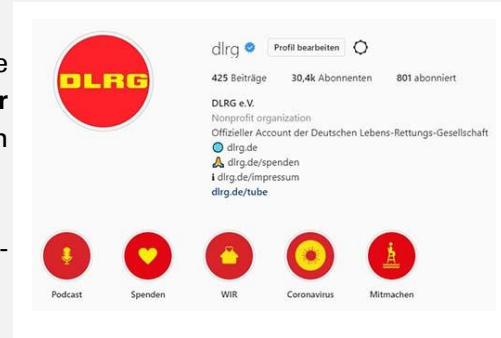 e
r
n
-
DLRG
dlrg Profil bearbeiten
425 Beiträge 30,4k Abonnenten 801 abonniert
DLRG e.V.
Nonprofit organization
Offizieller Account der Deutschen Lebens-Rettungs-Gesellschaft
dlrg.de
dlrg.de/spenden
i dlrg.de/impressum
dlrg.de/tube
Podcast Spenden WIR Coronavirus Mitmachen